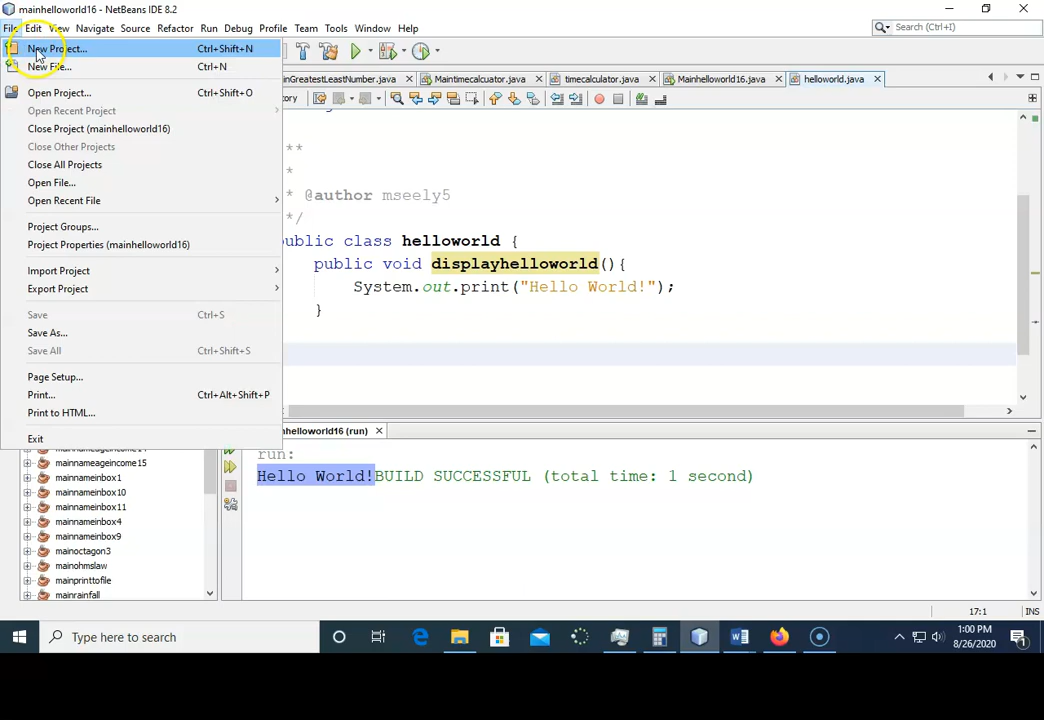 mainhelloworld16 - NetBeans IDE 8.2
File Edit View Navigate Source Refactor Run Debug Profile Team Tools Window Help
Search (Ctrl+I)
New Project... Ctrl+Shift+N
New File... Ctrl+N
Open Project... Ctrl+Shift+O
Open Recent Project
Close Project (mainhelloworld16)
Close Other Projects
Close All Projects
Open File...
Open Recent File
Project Groups...
Project Properties (mainhelloworld16)
Import Project
Export Project
Save Ctrl+S
Save As...
Save All Ctrl+Shift+S
Page Setup...
Print... Ctrl+Alt+Shift+P
Print to HTML...
Exit
inGreatestLeastNumber.java Maintimecalcuator.java timecalculator.java Mainhelloworld16.java helloworld.java
ory
**
*
* @author mseely5
*/
public class helloworld {
public void displayhelloworld(){
System.out.print("Hello World!");
}
nhelloworld16 (run)
run:
Hello World!BUILD SUCCESSFUL (total time: 1 second)
mainnameageincome15
mainnameinbox1
mainnameinbox10
mainnameinbox11
mainnameinbox4
mainnameinbox9
mainoctagon3
mainohmslaw
mainprinttofile
mainrainfall
17:1 INS
Type here to search
1:00 PM
8/26/2020
1